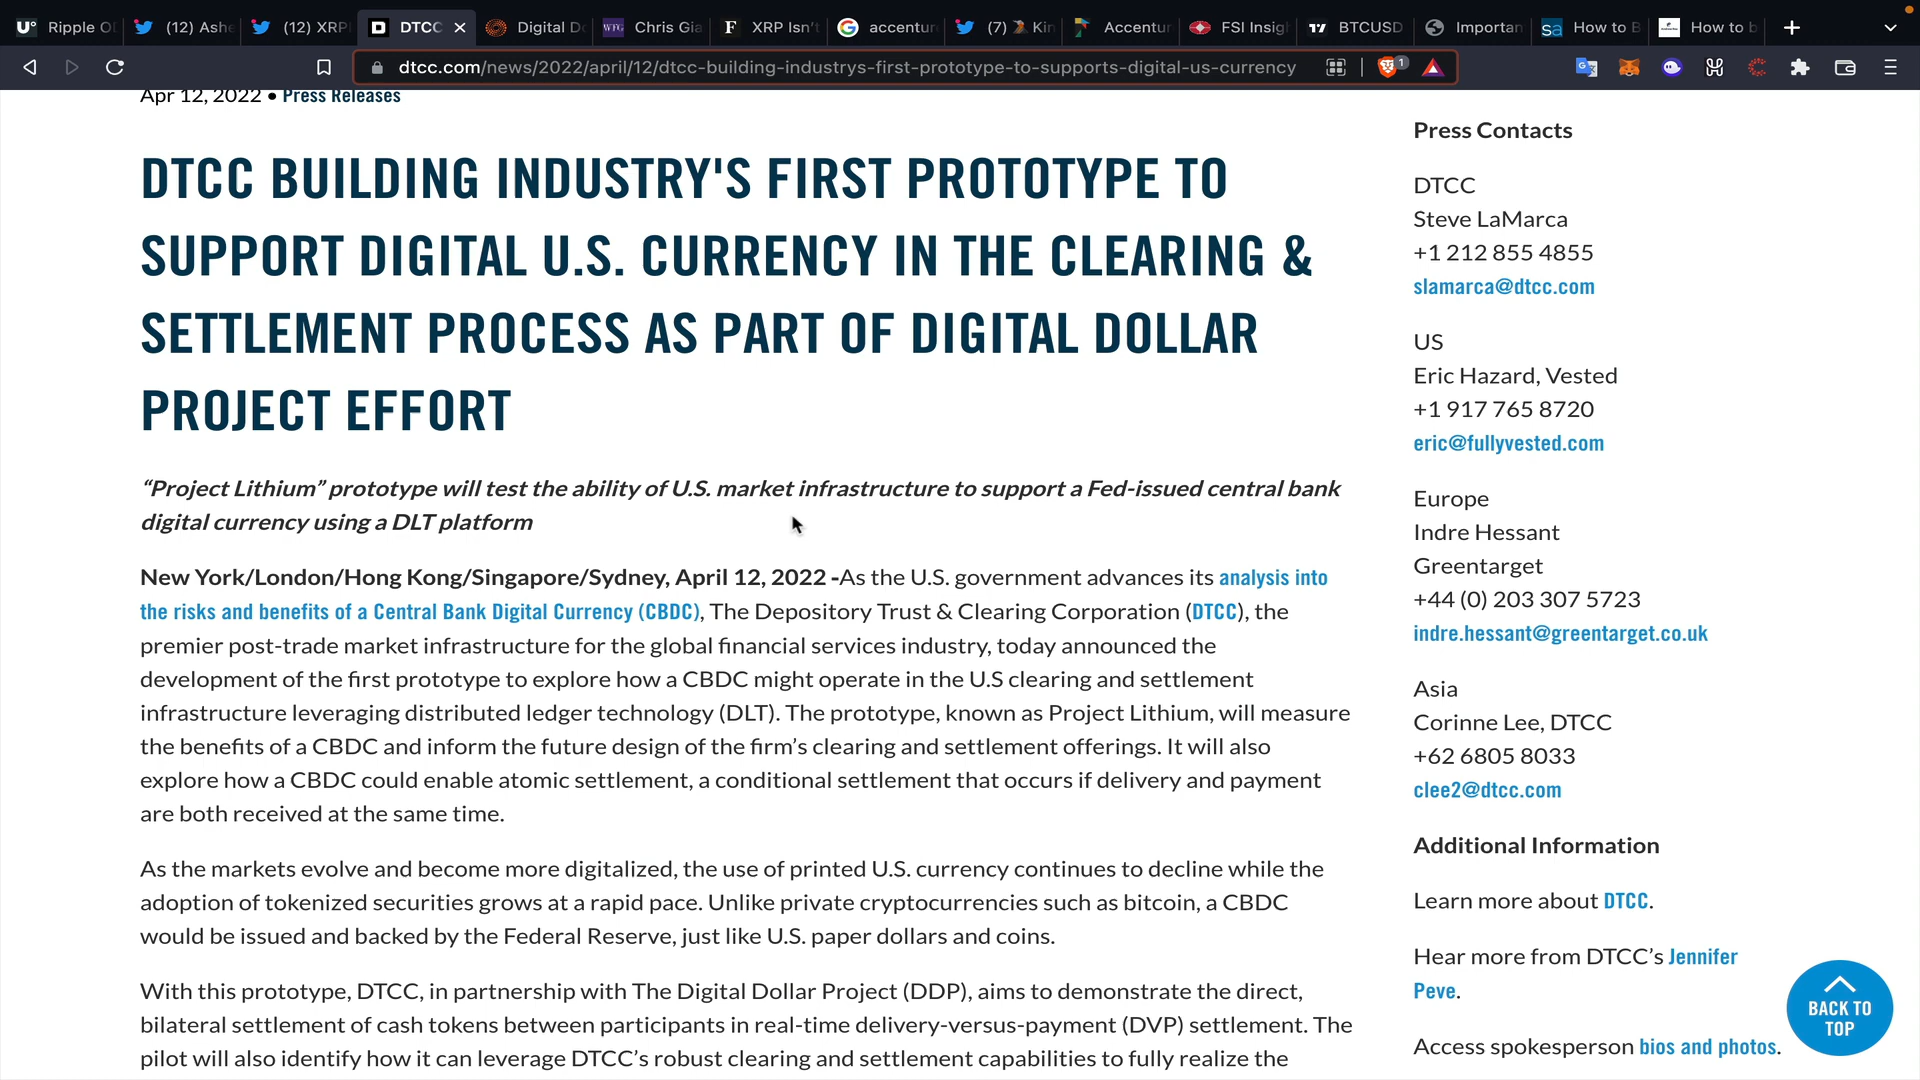 Ripple O
(12) Ashe
(12) XRP
DTCC
Digital Do
WFG
Chris Gia
F
XRP Isn't
accenture
(7) Kin
Accentur
FSI Insig
BTCUSD
Important
sa
How to B
How to b
dtcc.com/news/2022/april/12/dtcc-building-industrys-first-prototype-to-supports-digital-us-currency
1
Apr 12, 2022 • Press Releases
DTCC BUILDING INDUSTRY'S FIRST PROTOTYPE TO
SUPPORT DIGITAL U.S. CURRENCY IN THE CLEARING &
SETTLEMENT PROCESS AS PART OF DIGITAL DOLLAR
PROJECT EFFORT
“Project Lithium” prototype will test the ability of U.S. market infrastructure to support a Fed-issued central bank
digital currency using a DLT platform
New York/London/Hong Kong/Singapore/Sydney, April 12, 2022 -As the U.S. government advances its analysis into
the risks and benefits of a Central Bank Digital Currency (CBDC), The Depository Trust & Clearing Corporation (DTCC), the
premier post-trade market infrastructure for the global financial services industry, today announced the
development of the first prototype to explore how a CBDC might operate in the U.S clearing and settlement
infrastructure leveraging distributed ledger technology (DLT). The prototype, known as Project Lithium, will measure
the benefits of a CBDC and inform the future design of the firm’s clearing and settlement offerings. It will also
explore how a CBDC could enable atomic settlement, a conditional settlement that occurs if delivery and payment
are both received at the same time.
As the markets evolve and become more digitalized, the use of printed U.S. currency continues to decline while the
adoption of tokenized securities grows at a rapid pace. Unlike private cryptocurrencies such as bitcoin, a CBDC
would be issued and backed by the Federal Reserve, just like U.S. paper dollars and coins.
With this prototype, DTCC, in partnership with The Digital Dollar Project (DDP), aims to demonstrate the direct,
bilateral settlement of cash tokens between participants in real-time delivery-versus-payment (DVP) settlement. The
pilot will also identify how it can leverage DTCC’s robust clearing and settlement capabilities to fully realize the
Press Contacts
DTCC
Steve LaMarca
+1 212 855 4855
slamarca@dtcc.com
US
Eric Hazard, Vested
+1 917 765 8720
eric@fullyvested.com
Europe
Indre Hessant
Greentarget
+44 (0) 203 307 5723
indre.hessant@greentarget.co.uk
Asia
Corinne Lee, DTCC
+62 6805 8033
clee2@dtcc.com
Additional Information
Learn more about DTCC.
Hear more from DTCC’s Jennifer
Peve.
Access spokesperson bios and photos.
BACK TO
TOP